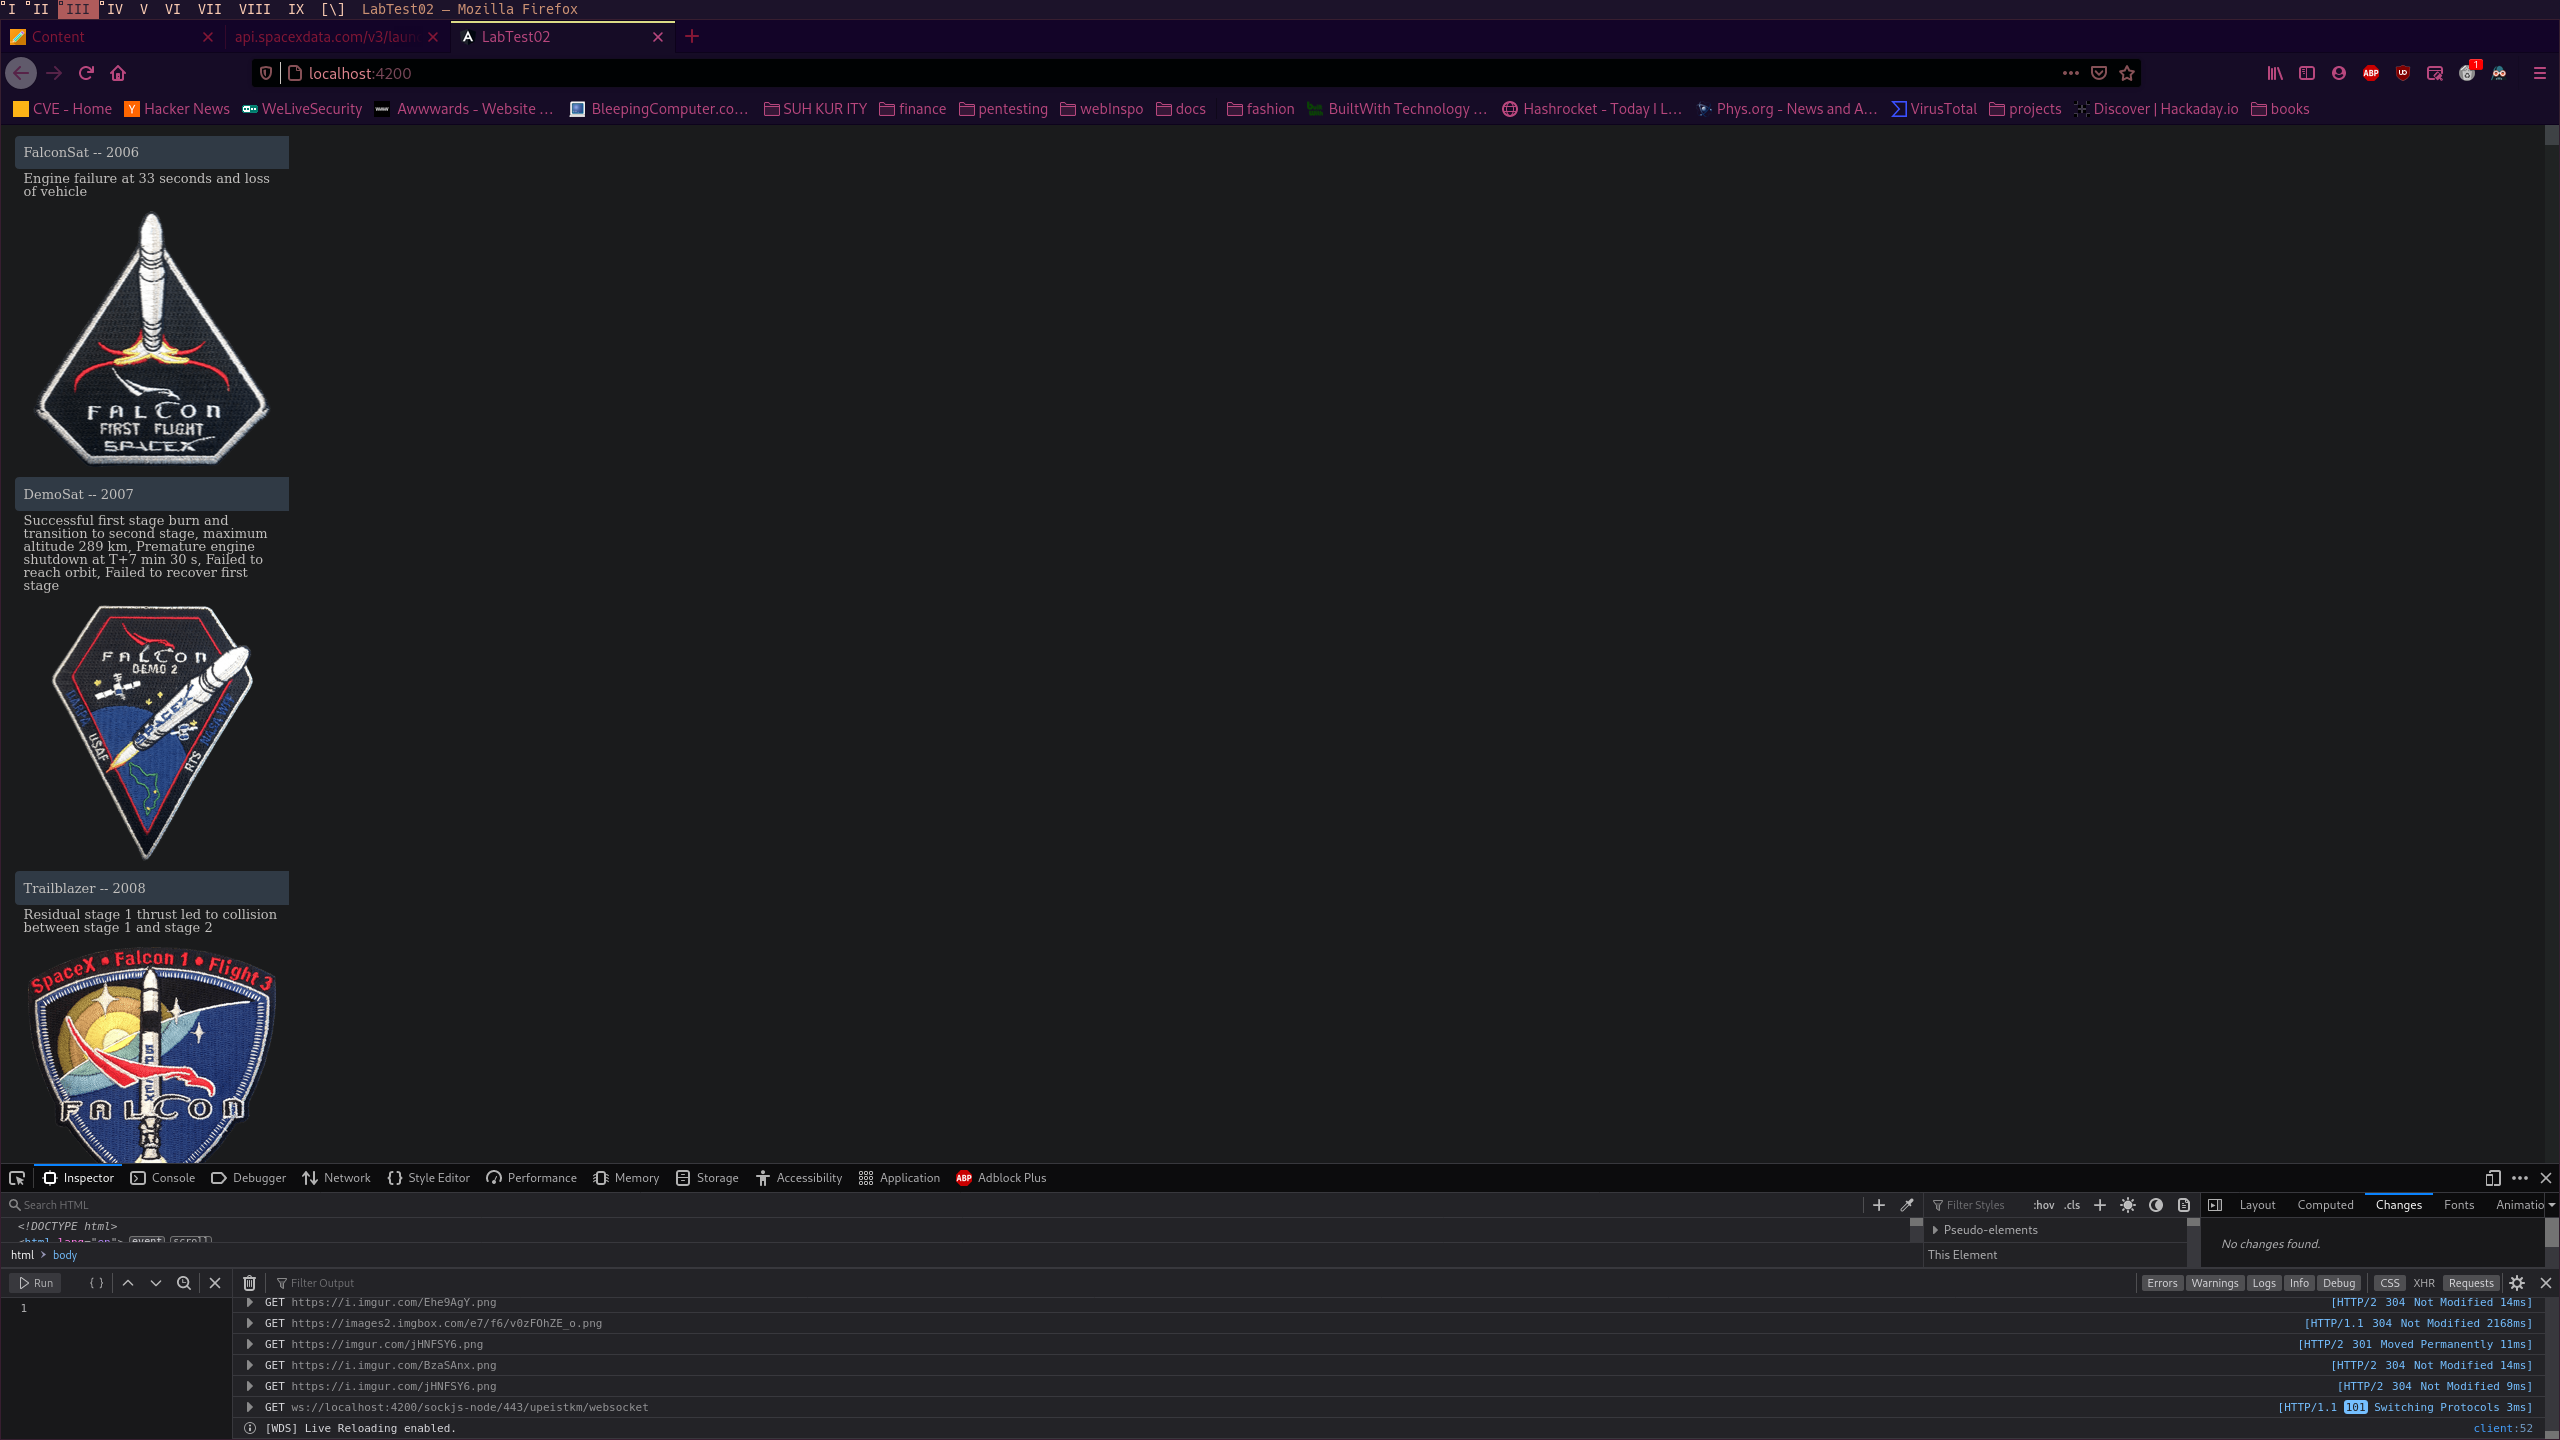 I II III IV V VI VII VIII IX [\] LabTest02 — Mozilla Firefox
Content
api.spacexdata.com/v3/laun
LabTest02
localhost:4200
1
CVE - Home
Hacker News
WeLiveSecurity
Awwwards - Website …
BleepingComputer.co…
SUH KUR ITY
finance
pentesting
webInspo
docs
fashion
BuiltWith Technology …
Hashrocket - Today I L…
Phys.org - News and A…
VirusTotal
projects
Discover | Hackaday.io
books
FalconSat -- 2006
Engine failure at 33 seconds and loss
of vehicle
FALCON
FIRST FLIGHT
SPACEX
DemoSat -- 2007
Successful first stage burn and
transition to second stage, maximum
altitude 289 km, Premature engine
shutdown at T+7 min 30 s, Failed to
reach orbit, Failed to recover first
stage
FALCON
DEMO 2
SPACEX
DARPA
USAF
RTS
NASA WFF
Trailblazer -- 2008
Residual stage 1 thrust led to collision
between stage 1 and stage 2
SpaceX • Falcon 1 • Flight 3
FALCON
Inspector
Console
Debugger
Network
Style Editor
Performance
Memory
Storage
Accessibility
Application
ABP Adblock Plus
Search HTML
Filter Styles
:hov .cls
Layout
Computed
Changes
Fonts
Animatio
<!DOCTYPE html>
<html lang="en"> event scroll
Pseudo-elements
This Element
No changes found.
html > body
Run
{ }
Filter Output
Errors
Warnings
Logs
Info
Debug
CSS
XHR
Requests
1
GET https://i.imgur.com/Ehe9AgY.png [HTTP/2 304 Not Modified 14ms]
GET https://images2.imgbox.com/e7/f6/v0zFOhZE_o.png [HTTP/1.1 304 Not Modified 2168ms]
GET https://imgur.com/jHNFSY6.png [HTTP/2 301 Moved Permanently 11ms]
GET https://i.imgur.com/BzaSAnx.png [HTTP/2 304 Not Modified 14ms]
GET https://i.imgur.com/jHNFSY6.png [HTTP/2 304 Not Modified 9ms]
GET ws://localhost:4200/sockjs-node/443/upeistkm/websocket [HTTP/1.1 101 Switching Protocols 3ms]
[WDS] Live Reloading enabled. client:52